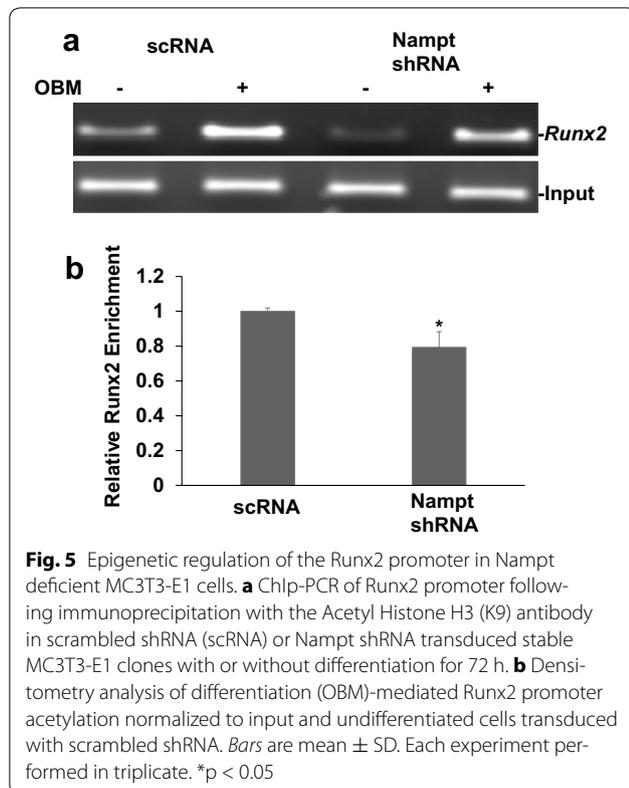 a
scRNA
Nampt
shRNA
OBM - + - +
-Runx2
-Input
b
Relative Runx2 Enrichment
1.2
1
0.8
0.6
0.4
0.2
0
*
scRNA
Nampt
shRNA
Fig. 5 Epigenetic regulation of the Runx2 promoter in Nampt
deficient MC3T3-E1 cells. a ChIp-PCR of Runx2 promoter follow-
ing immunoprecipitation with the Acetyl Histone H3 (K9) antibody
in scrambled shRNA (scRNA) or Nampt shRNA transduced stable
MC3T3-E1 clones with or without differentiation for 72 h. b Densi-
tometry analysis of differentiation (OBM)-mediated Runx2 promoter
acetylation normalized to input and undifferentiated cells transduced
with scrambled shRNA. Bars are mean ± SD. Each experiment per-
formed in triplicate. *p < 0.05